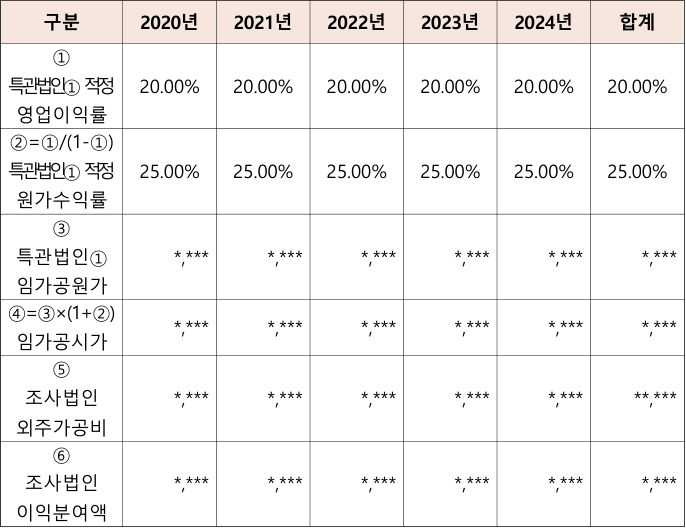 구분 2020년 2021년 2022년 2023년 2024년 합계
①
특관법인① 적정 20.00% 20.00% 20.00% 20.00% 20.00% 20.00%
영업이익률
②=①/(1-①)
특관법인① 적정 25.00% 25.00% 25.00% 25.00% 25.00% 25.00%
원가수익률
③
특관법인① *,*** *,*** *,*** *,*** *,*** *,***
임가공원가
④=③×(1+②)
임가공시가 *,*** *,*** *,*** *,*** *,*** *,***
⑤
조사법인 *,*** *,*** *,*** *,*** *,*** **,***
외주가공비
⑥
조사법인 *,*** *,*** *,*** *,*** *,*** *,***
이익분여액